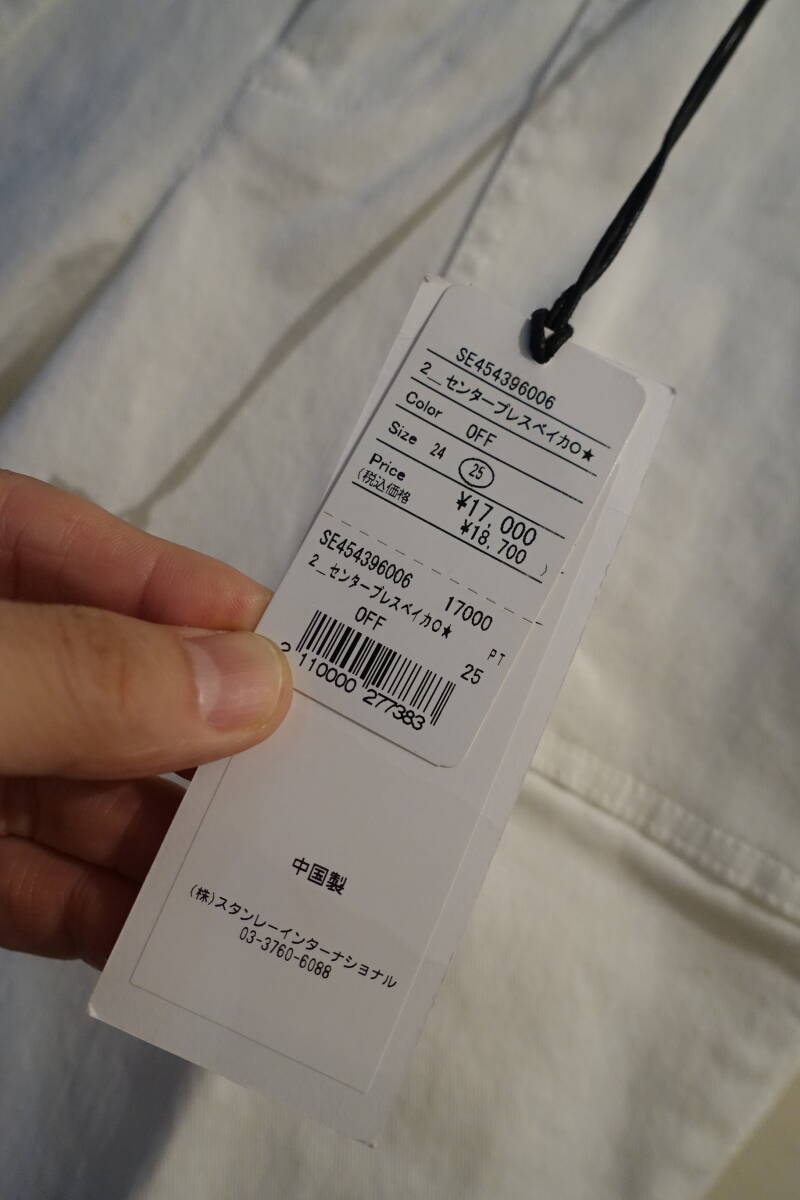 SE454396006
2_センタープレスベイカO★
Color OFF
Size 24 25
Price ¥17,000
(税込価格 ¥18,700 )
SE454396006 17000
2_センタープレスベイカO★
OFF PT
25
2 110000 277383
中国製
(株)スタンレーインターナショナル
03-3760-6088